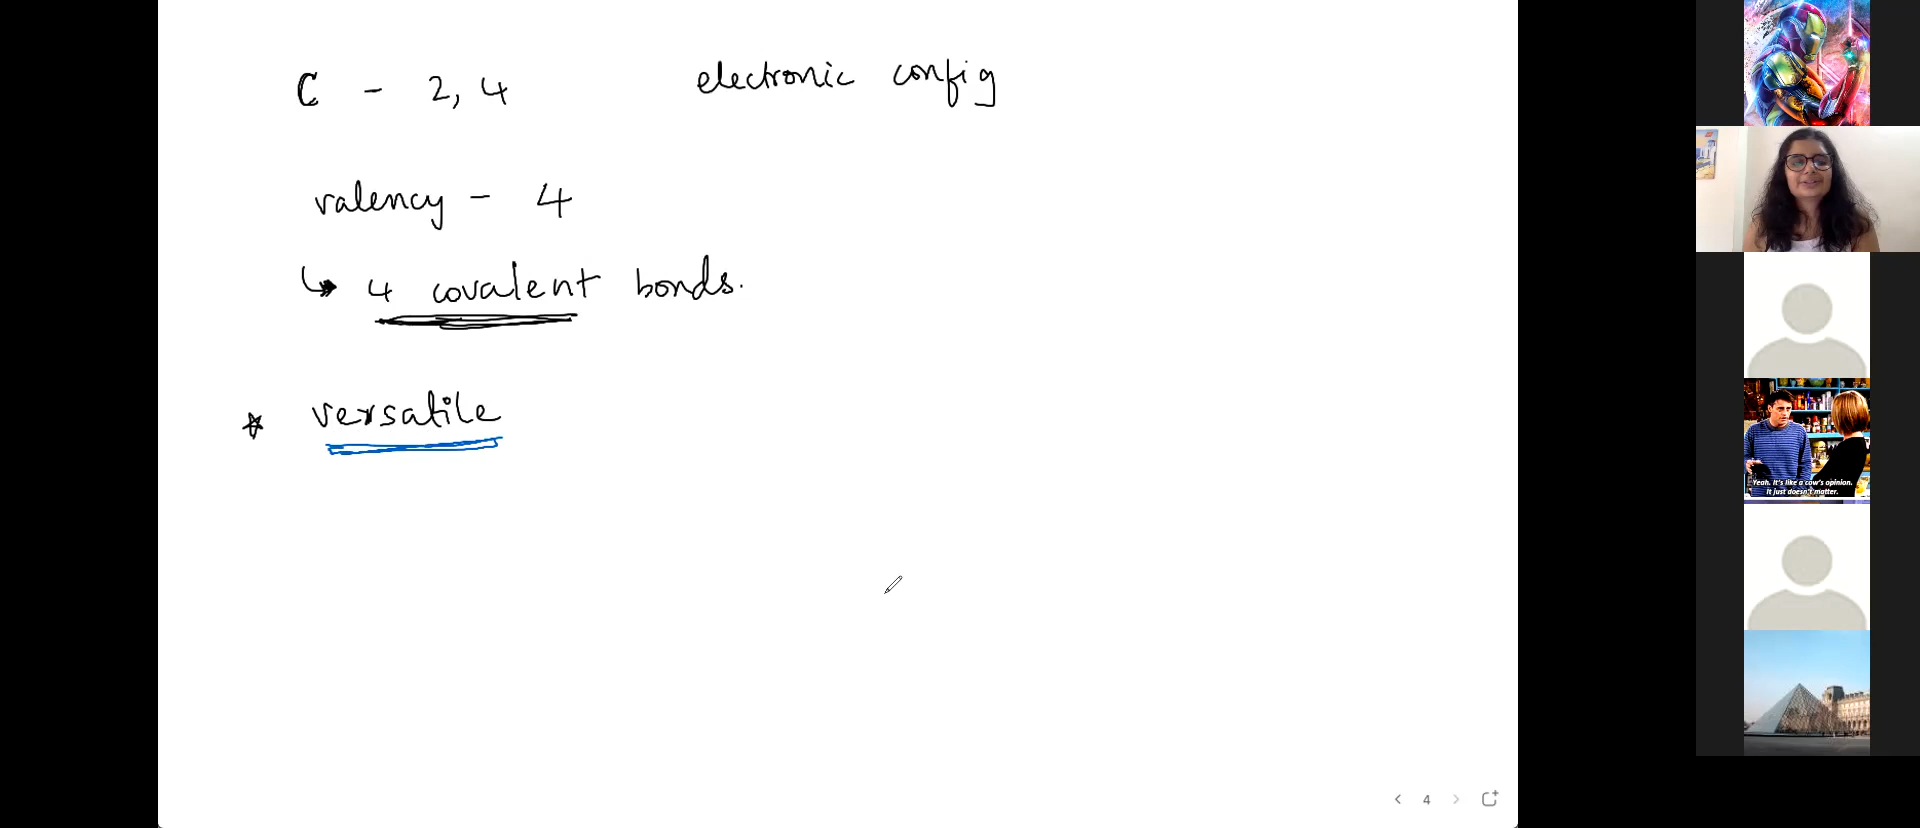 C - 2, 4 electronic config
valency - 4
↳ 4 covalent bonds.
☆ versatile
Yeah. It's like a cow's opinion.
It just doesn't matter.
< 4 >